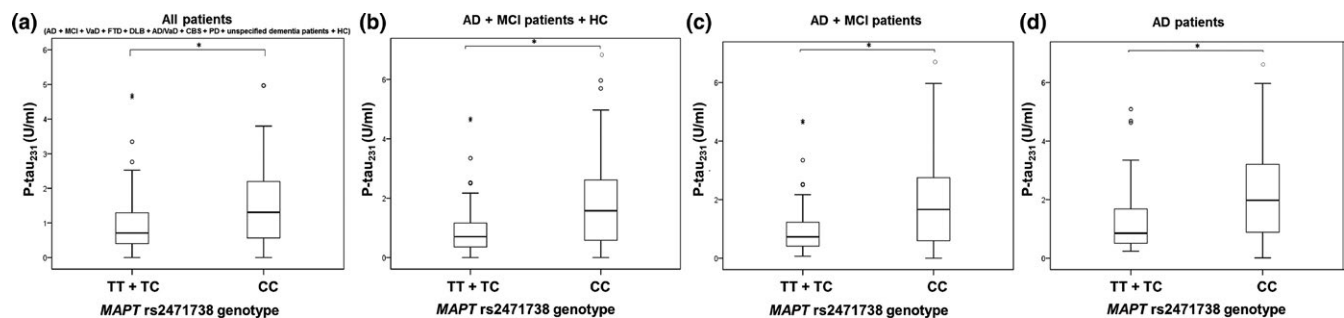 (a)
All patients
(AD + MCI + VaD + FTD + DLB + AD/VaD + CBS + PD + unspecified dementia patients + HC)
*
6
5
4
3
2
1
0
P-tau231 (U/ml)
TT + TC
CC
MAPT rs2471738 genotype
(b)
AD + MCI patients + HC
*
6
4
2
0
P-tau231 (U/ml)
TT + TC
CC
MAPT rs2471738 genotype
(c)
AD + MCI patients
*
6
4
2
0
P-tau231 (U/ml)
TT + TC
CC
MAPT rs2471738 genotype
(d)
AD patients
*
6
4
2
0
P-tau231 (U/ml)
TT + TC
CC
MAPT rs2471738 genotype